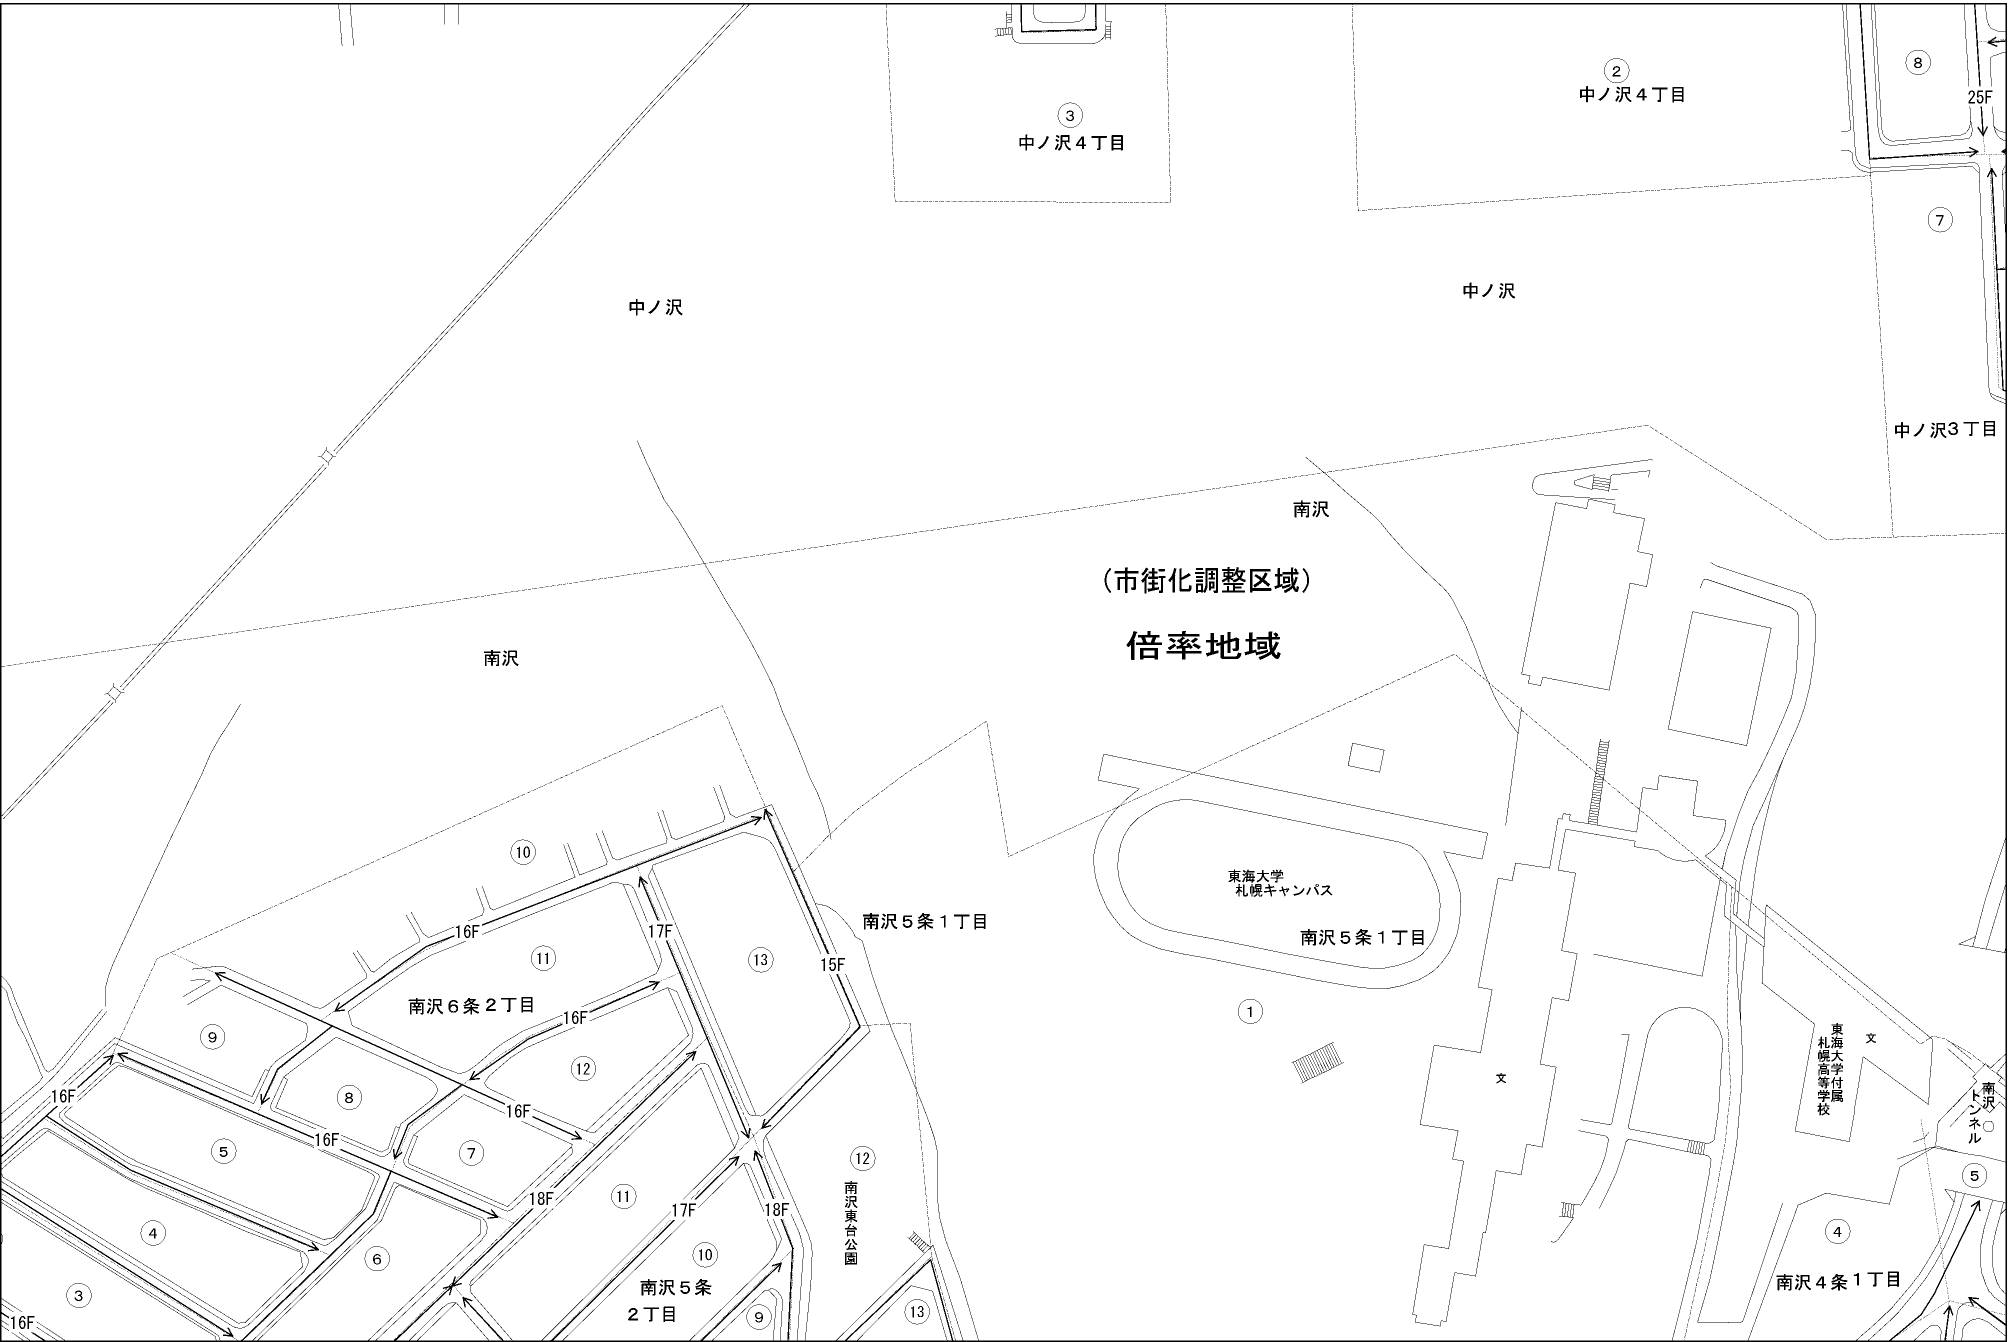 ⑧
②
中ノ沢４丁目
25F
③
中ノ沢４丁目
⑦
中ノ沢
中ノ沢
中ノ沢３丁目
南沢
（市街化調整区域）
倍率地域
南沢
⑩
東海大学
札幌キャンパス
南沢５条１丁目
南沢５条１丁目
16F
17F
⑪
⑬
15F
南沢６条２丁目
16F
①
⑨
⑫
文
東海大学付属
札幌高等学校
文
16F
⑧
16F
南沢
トンネル
16F
⑤
⑦
⑫
⑤
18F
⑪
17F
18F
南沢東台公園
④
⑥
⑩
④
南沢４条１丁目
南沢５条
２丁目
③
⑨
⑬
16F